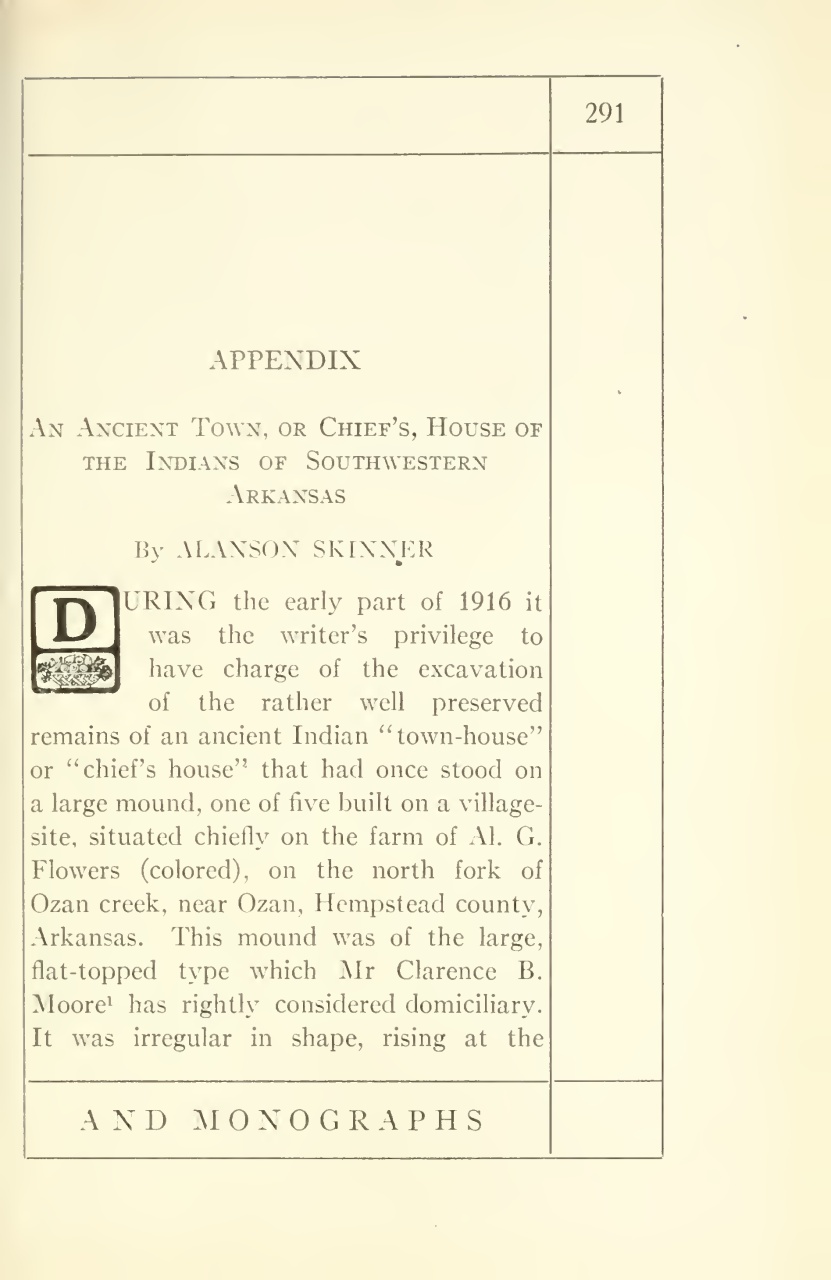 291
APPENDIX
An Ancient Town, or Chief's, House of
the Indians of Southwestern
Arkansas
By ALANSON SKINNER
DURING the early part of 1916 it
was the writer's privilege to
have charge of the excavation
of the rather well preserved
remains of an ancient Indian “town-house”
or “chief's house” that had once stood on
a large mound, one of five built on a village-
site, situated chiefly on the farm of Al. G.
Flowers (colored), on the north fork of
Ozan creek, near Ozan, Hempstead county,
Arkansas. This mound was of the large,
flat-topped type which Mr Clarence B.
Moore¹ has rightly considered domiciliary.
It was irregular in shape, rising at the
AND MONOGRAPHS